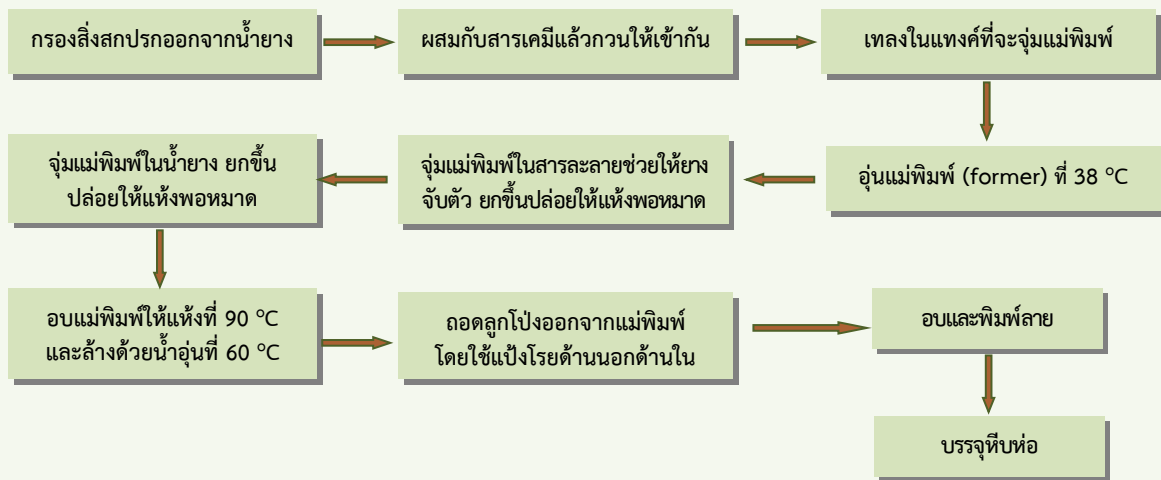 กรองสิ่งสกปรกออกจากน้ำยาง
ผสมกับสารเคมีแล้วกวนให้เข้ากัน
เทลงในแทงค์ที่จะจุ่มแม่พิมพ์
อุ่นแม่พิมพ์ (former) ที่ 38 °C
จุ่มแม่พิมพ์ในสารละลายช่วยให้ยาง
จับตัว ยกขึ้นปล่อยให้แห้งพอหมาด
จุ่มแม่พิมพ์ในน้ำยาง ยกขึ้น
ปล่อยให้แห้งพอหมาด
อบแม่พิมพ์ให้แห้งที่ 90 °C
และล้างด้วยน้ำอุ่นที่ 60 °C
ถอดลูกโป่งออกจากแม่พิมพ์
โดยใช้แป้งโรยด้านนอกด้านใน
อบและพิมพ์ลาย
บรรจุหีบห่อ